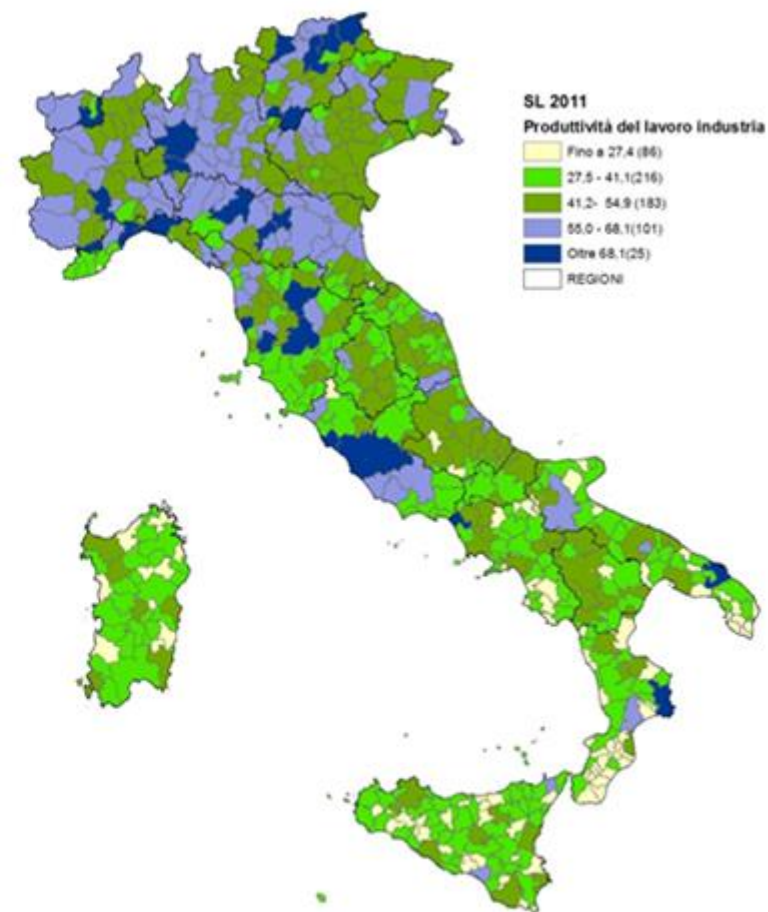 SL 2011
Produttività del lavoro industria
Fino a 27,4 (86)
27,5 - 41,1(216)
41,2- 54,9 (183)
55,0 - 68,1(101)
Oltre 68,1(25)
REGIONI